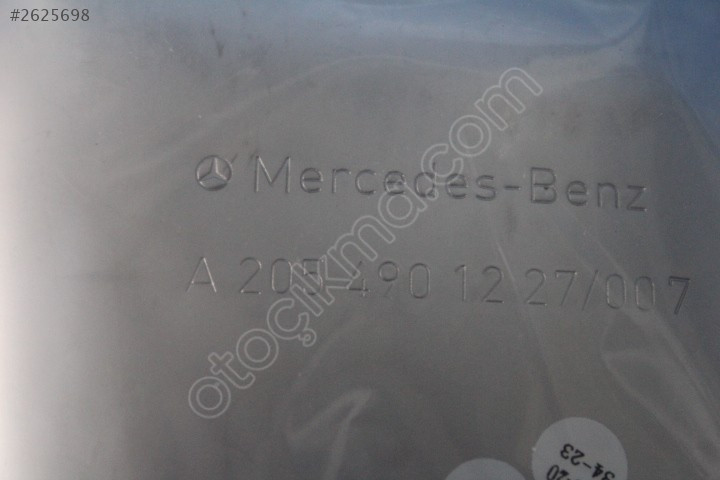 #2625698
Mercedes-Benz
A 205 490 12 27/007
otoçıkma.com
34-23